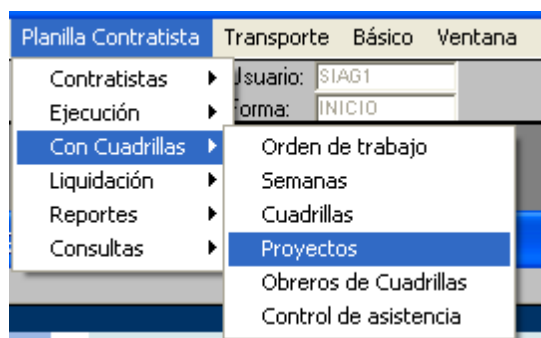 Planilla Contratista Transporte Básico Ventana
Contratistas Usuario: SIAG1
Ejecución Forma: INICIO
Con Cuadrillas Orden de trabajo
Liquidación Semanas
Reportes Cuadrillas
Consultas Proyectos
Obreros de Cuadrillas
Control de asistencia